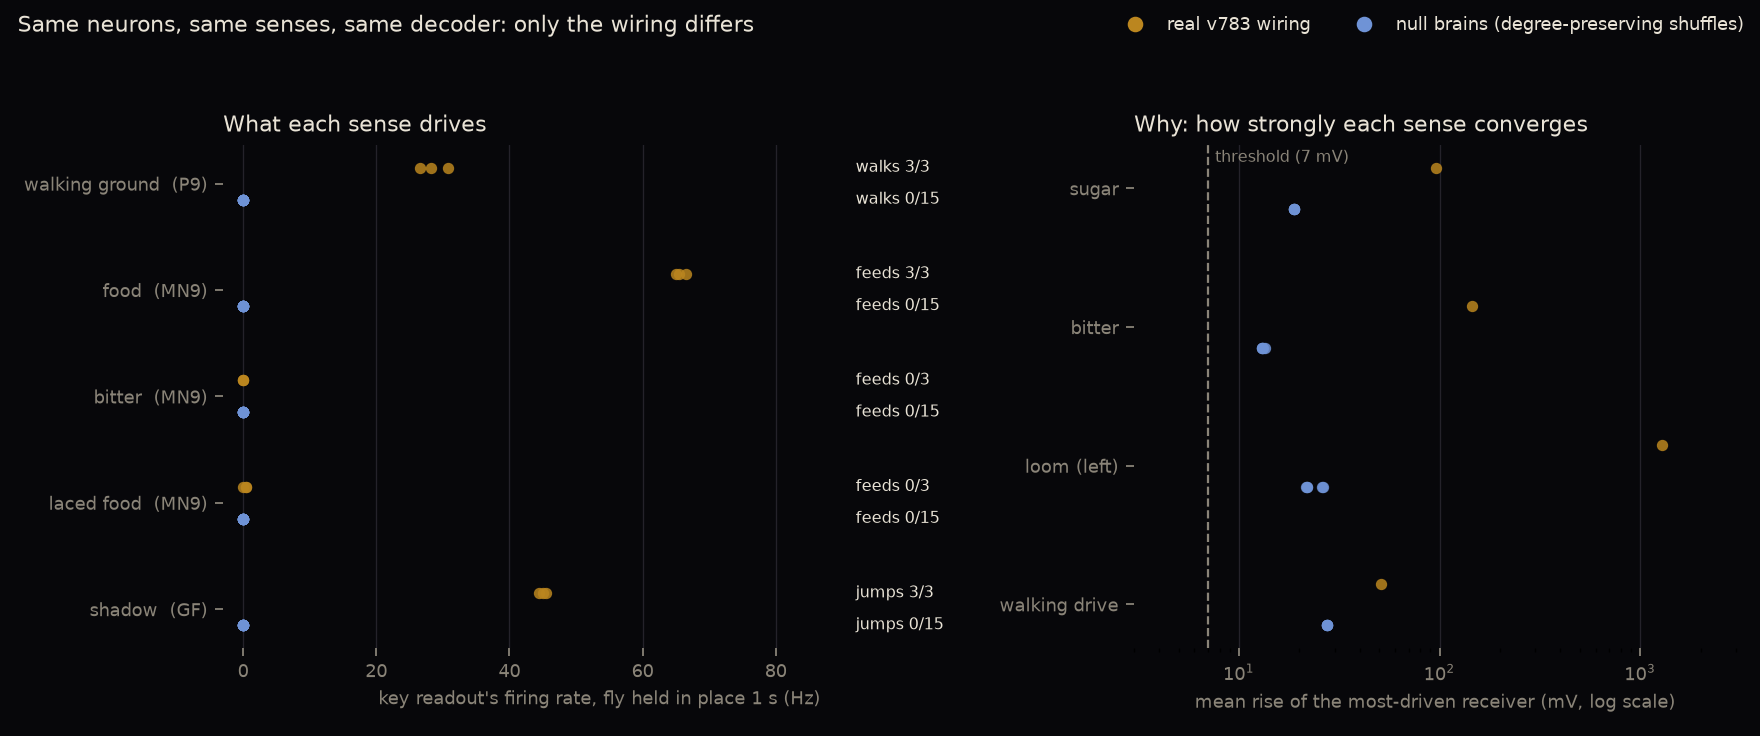 Same neurons, same senses, same decoder: only the wiring differs
real v783 wiring
null brains (degree-preserving shuffles)
What each sense drives
walking ground (P9)
walks 3/3
walks 0/15
food (MN9)
feeds 3/3
feeds 0/15
bitter (MN9)
feeds 0/3
feeds 0/15
laced food (MN9)
feeds 0/3
feeds 0/15
shadow (GF)
jumps 3/3
jumps 0/15
0 20 40 60 80
key readout's firing rate, fly held in place 1 s (Hz)
Why: how strongly each sense converges
threshold (7 mV)
sugar
bitter
loom (left)
walking drive
10¹ 10² 10³
mean rise of the most-driven receiver (mV, log scale)